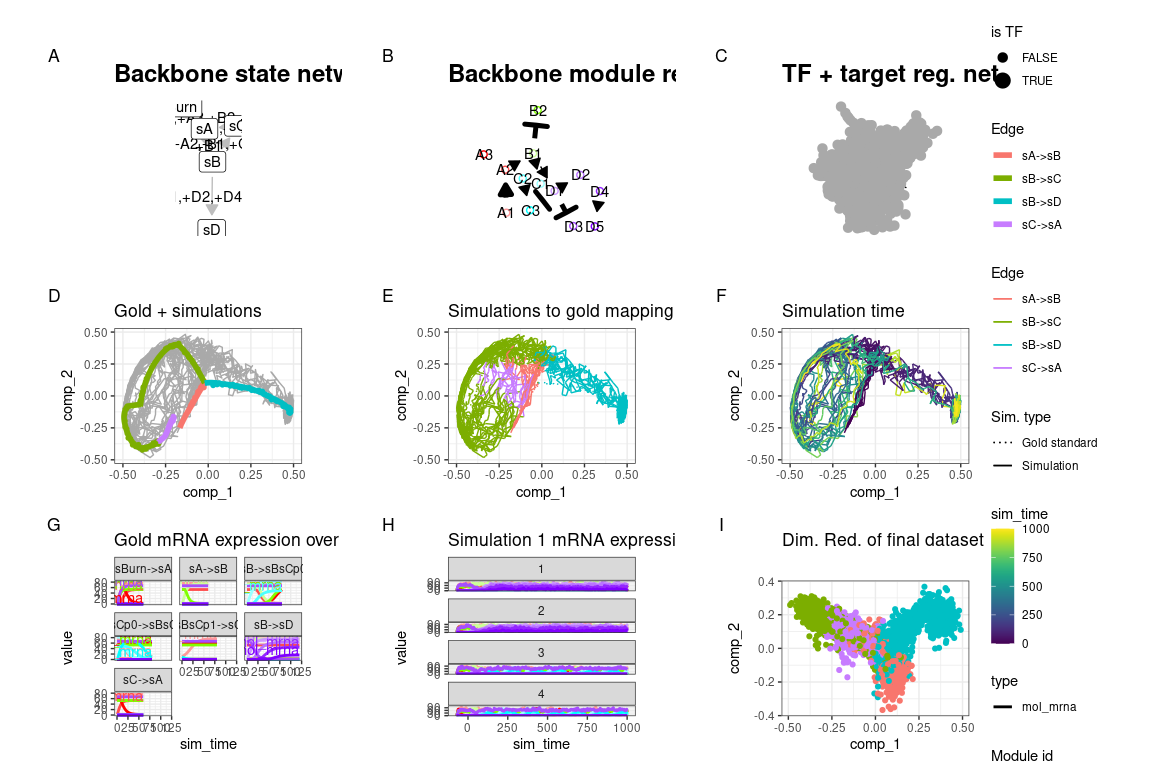 A
Backbone state netw
urn
sA
sC
sB
,+D2,+D4
sD
B
Backbone module re
B2
A3
B1
A2
C2
C1
D1
D2
D4
A1
C3
D3
D5
C
TF + target reg. net
is TF
FALSE
TRUE
Edge
sA->sB
sB->sC
sB->sD
sC->sA
Edge
sA->sB
sB->sC
sB->sD
sC->sA
Sim. type
Gold standard
Simulation
sim_time
1000
750
500
250
0
type
mol_mrna
Module id
D
Gold + simulations
comp_2
0.50
0.25
0.00
-0.25
-0.50
-0.50 -0.25 0.00 0.25 0.50
comp_1
E
Simulations to gold mapping
comp_2
0.50
0.25
0.00
-0.25
-0.50
-0.50 -0.25 0.00 0.25 0.50
comp_1
F
Simulation time
comp_2
0.50
0.25
0.00
-0.25
-0.50
-0.50 -0.25 0.00 0.25 0.50
comp_1
G
Gold mRNA expression over
sBurn->sA
sA->sB
sB->sBsCp0
sCp0->sBsC
sBsCp1->sC
sB->sD
sC->sA
value
sim_time
H
Simulation 1 mRNA expressi
1
2
3
4
value
0 250 500 750 1000
sim_time
I
Dim. Red. of final dataset
comp_2
0.4
0.2
0.0
-0.2
-0.4
-0.50 -0.25 0.00 0.25 0.50
comp_1